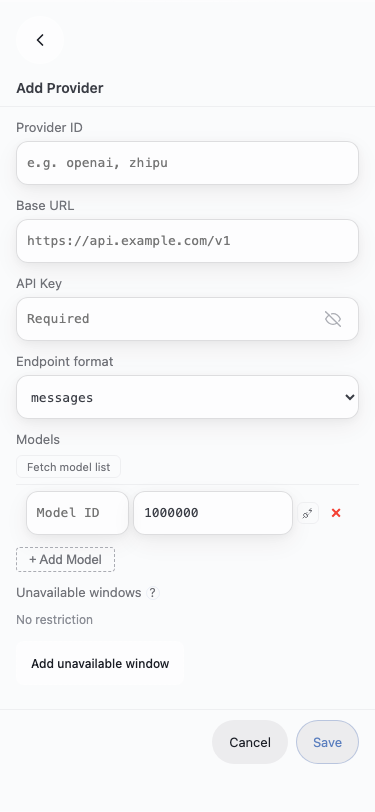 Add Provider
Provider ID
e.g. openai, zhipu
Base URL
https://api.example.com/v1
API Key
Required
Endpoint format
messages
Models
Fetch model list
Model ID 1000000
+ Add Model
Unavailable windows ?
No restriction
Add unavailable window
Cancel Save